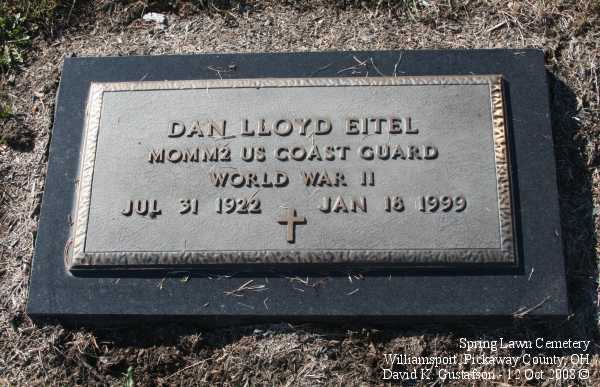 DAN LLOYD EITEL
MOMM2 US COAST GUARD
WORLD WAR II
JUL 31 1922 JAN 18 1999
Spring Lawn Cemetery
Williamsport, Pickaway County, OH
David K. Gustafson - 12 Oct 2008 ©